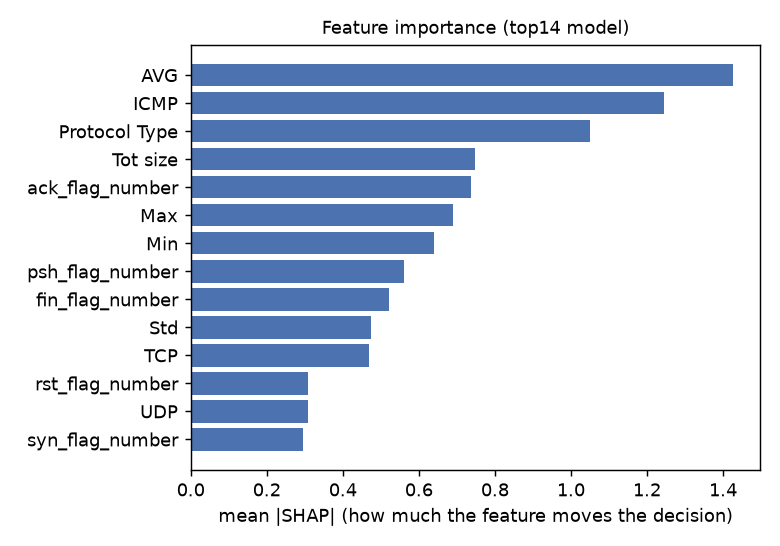 Feature importance (top14 model)
AVG
ICMP
Protocol Type
Tot size
ack_flag_number
Max
Min
psh_flag_number
fin_flag_number
Std
TCP
rst_flag_number
UDP
syn_flag_number
0.0 0.2 0.4 0.6 0.8 1.0 1.2 1.4
mean |SHAP| (how much the feature moves the decision)